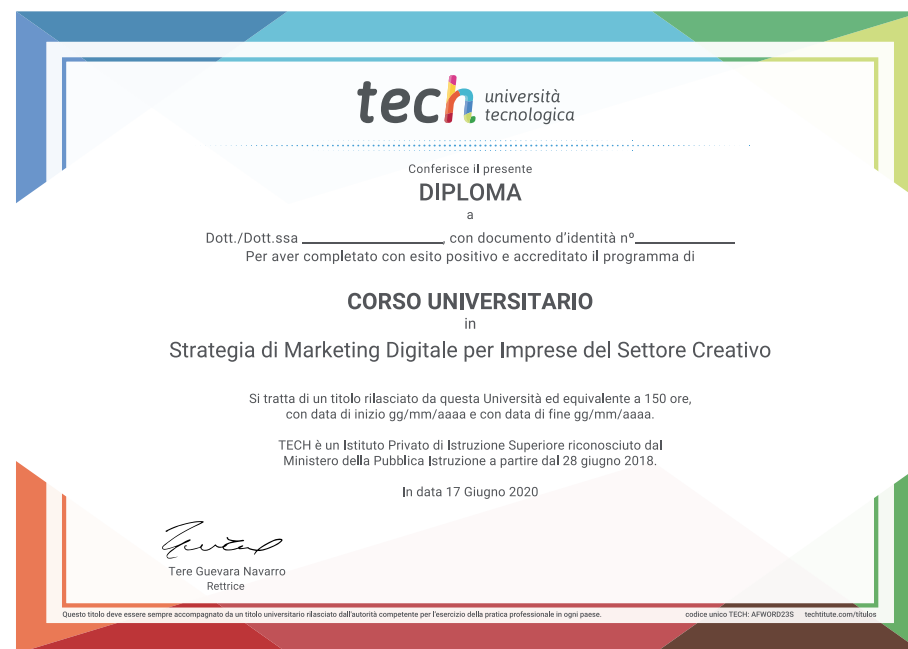 tech università
tecnologica
Conferisce il presente
DIPLOMA
a
Dott./Dott.ssa ____________________, con documento d'identità nº______________
Per aver completato con esito positivo e accreditato il programma di
CORSO UNIVERSITARIO
in
Strategia di Marketing Digitale per Imprese del Settore Creativo
Si tratta di un titolo rilasciato da questa Università ed equivalente a 150 ore,
con data di inizio gg/mm/aaaa e con data di fine gg/mm/aaaa.
TECH è un Istituto Privato di Istruzione Superiore riconosciuto dal
Ministero della Pubblica Istruzione a partire dal 28 giugno 2018.
In data 17 Giugno 2020
Tere Guevara Navarro
Rettrice
Questo titolo deve essere sempre accompagnato da un titolo universitario rilasciato dall'autorità competente per l'esercizio della pratica professionale in ogni paese. codice unico TECH: AFWORD23S techtitute.com/titulos